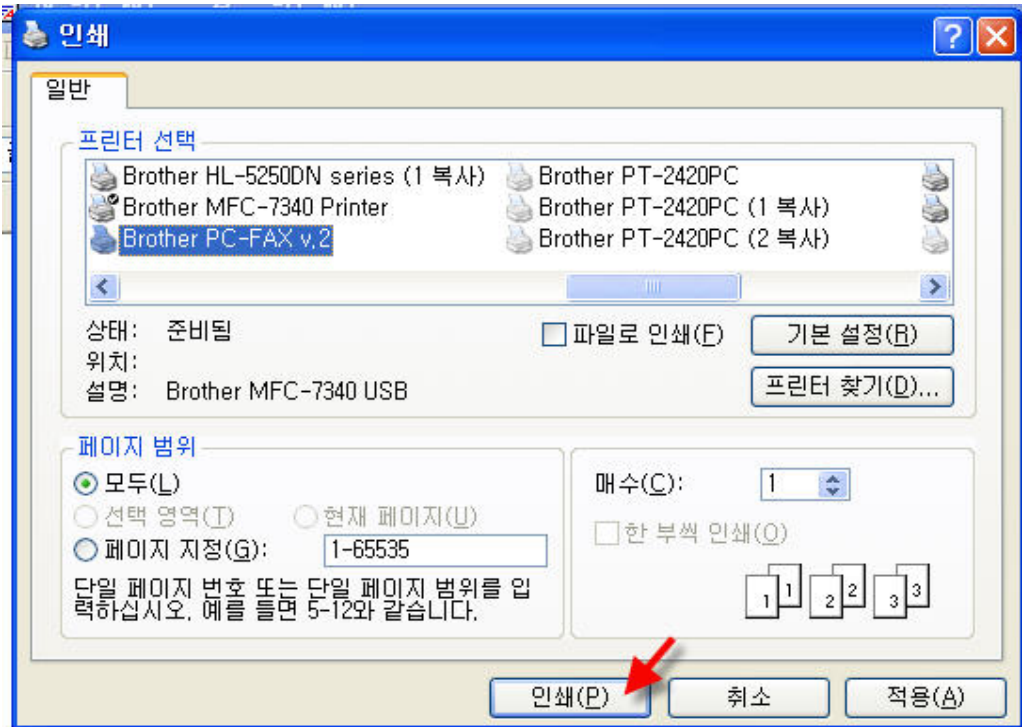 인쇄
일반
프린터 선택
Brother HL-5250DN series (1 복사)
Brother MFC-7340 Printer
Brother PC-FAX v.2
Brother PT-2420PC
Brother PT-2420PC (1 복사)
Brother PT-2420PC (2 복사)
상태: 준비됨
위치:
설명: Brother MFC-7340 USB
파일로 인쇄(F)
기본 설정(R)
프린터 찾기(D)...
페이지 범위
모두(L)
선택 영역(T) 현재 페이지(U)
페이지 지정(G): 1-65535
단일 페이지 번호 또는 단일 페이지 범위를 입
력하십시오. 예를 들면 5-12와 같습니다.
매수(C): 1
한 부씩 인쇄(O)
1 1 2 2 3 3
인쇄(P) 취소 적용(A)